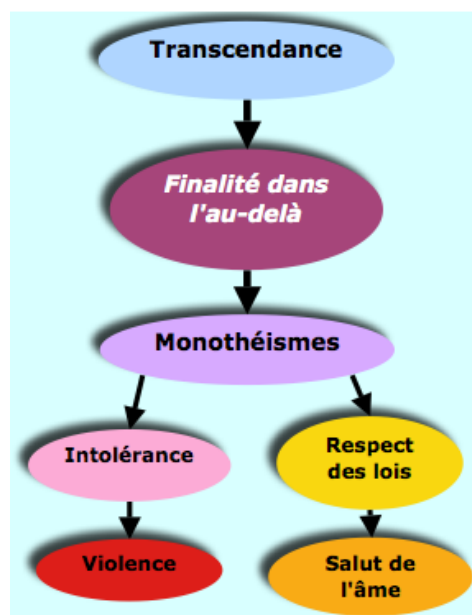 Transcendance
Finalité dans
l'au-delà
Monothéismes
Intolérance
Respect
des lois
Violence
Salut de
l'âme